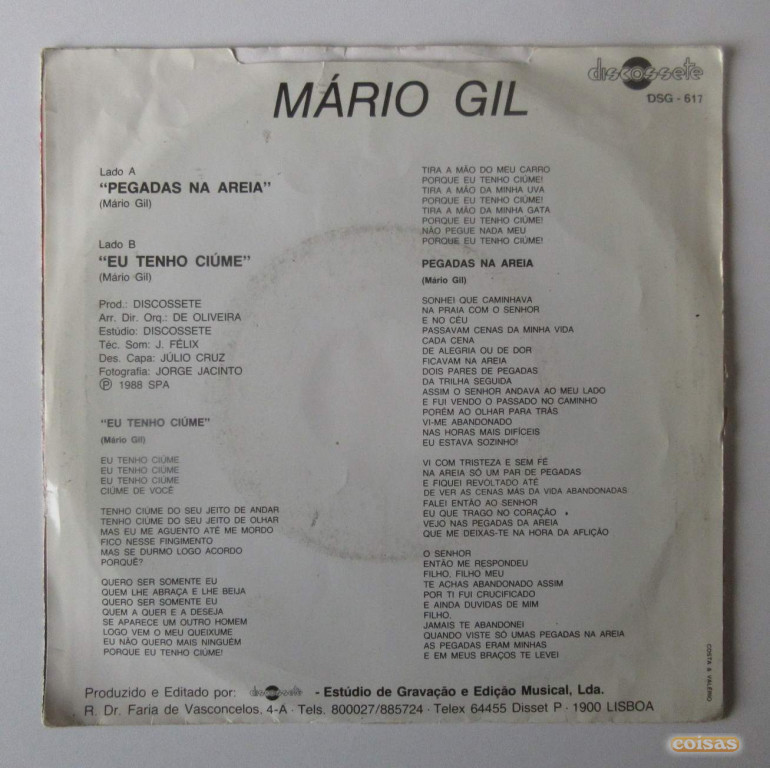 MÁRIO GIL
discossete
DSG - 617
Lado A
“PEGADAS NA AREIA”
(Mário Gil)
Lado B
“EU TENHO CIÚME”
(Mário Gil)
Prod.: DISCOSSETE
Arr. Dir. Orq.: DE OLIVEIRA
Estúdio: DISCOSSETE
Téc. Som: J. FÉLIX
Des. Capa: JÚLIO CRUZ
Fotografia: JORGE JACINTO
Ⓟ 1988 SPA
“EU TENHO CIÚME”
(Mário Gil)
EU TENHO CIÚME
EU TENHO CIÚME
EU TENHO CIÚME
CIÚME DE VOCÊ
TENHO CIÚME DO SEU JEITO DE ANDAR
TENHO CIÚME DO SEU JEITO DE OLHAR
MAS EU ME AGUENTO ATÉ ME MORDO
FICO NESSE FINGIMENTO
MAS SE DURMO LOGO ACORDO
PORQUÊ?
QUERO SER SOMENTE EU
QUEM LHE ABRAÇA E LHE BEIJA
QUERO SER SOMENTE EU
QUEM A QUER E A DESEJA
SE APARECE UM OUTRO HOMEM
LOGO VEM O MEU QUEIXUME
EU NÃO QUERO MAIS NINGUÉM
PORQUE EU TENHO CIÚME!
TIRA A MÃO DO MEU CARRO
PORQUE EU TENHO CIÚME!
TIRA A MÃO DA MINHA UVA
PORQUE EU TENHO CIÚME!
TIRA A MÃO DA MINHA GATA
PORQUE EU TENHO CIÚME!
NÃO PEGUE NADA MEU
PORQUE EU TENHO CIÚME!
PEGADAS NA AREIA
(Mário Gil)
SONHEI QUE CAMINHAVA
NA PRAIA COM O SENHOR
E NO CÉU
PASSAVAM CENAS DA MINHA VIDA
CADA CENA
DE ALEGRIA OU DE DOR
FICAVAM NA AREIA
DOIS PARES DE PEGADAS
DA TRILHA SEGUIDA
ASSIM O SENHOR ANDAVA AO MEU LADO
E FUI VENDO O PASSADO NO CAMINHO
PORÉM AO OLHAR PARA TRÁS
VI-ME ABANDONADO
NAS HORAS MAIS DIFÍCEIS
EU ESTAVA SOZINHO!
VI COM TRISTEZA E SEM FÉ
NA AREIA SÓ UM PAR DE PEGADAS
E FIQUEI REVOLTADO ATÉ
DE VER AS CENAS MÁS DA VIDA ABANDONADAS
FALEI ENTÃO AO SENHOR
EU QUE TRAGO NO CORAÇÃO
VEJO NAS PEGADAS DA AREIA
QUE ME DEIXAS-TE NA HORA DA AFLIÇÃO
O SENHOR
ENTÃO ME RESPONDEU
FILHO, FILHO MEU
TE ACHAS ABANDONADO ASSIM
POR TI FUI CRUCIFICADO
E AINDA DUVIDAS DE MIM
FILHO,
JAMAIS TE ABANDONEI
QUANDO VISTE SÓ UMAS PEGADAS NA AREIA
AS PEGADAS ERAM MINHAS
E EM MEUS BRAÇOS TE LEVEI
COSTA & VALERIO
Produzido e Editado por: discossete - Estúdio de Gravação e Edição Musical, Lda.
R. Dr. Faria de Vasconcelos, 4-A · Tels. 800027/885724 · Telex 64455 Disset P · 1900 LISBOA
coisas